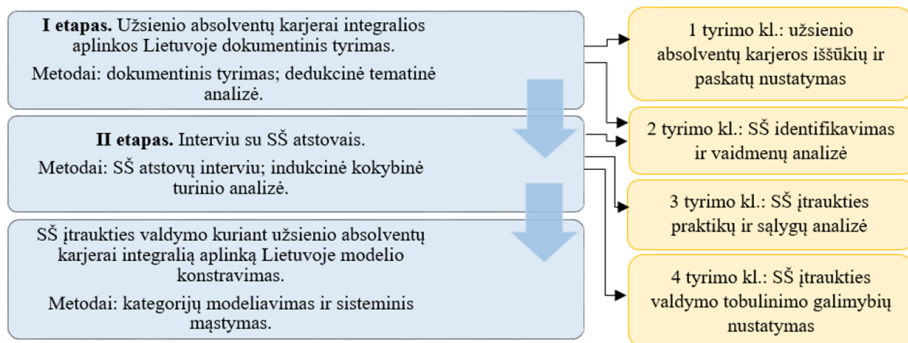 I etapas. Užsienio absolventų karjerai integralios
aplinkos Lietuvoje dokumentinis tyrimas.
Metodai: dokumentinis tyrimas; dedukcinė tematinė
analizė.
II etapas. Interviu su SŠ atstovais.
Metodai: SŠ atstovų interviu; indukcinė kokybinė
turinio analizė.
SŠ įtraukties valdymo kuriant užsienio absolventų
karjerai integralią aplinką Lietuvoje modelio
konstravimas.
Metodai: kategorijų modeliavimas ir sisteminis
mąstymas.
1 tyrimo kl.: užsienio
absolventų karjeros iššūkių ir
paskatų nustatymas
2 tyrimo kl.: SŠ identifikavimas
ir vaidmenų analizė
3 tyrimo kl.: SŠ įtraukties
praktikų ir sąlygų analizė
4 tyrimo kl.: SŠ įtraukties
valdymo tobulinimo galimybių
nustatymas